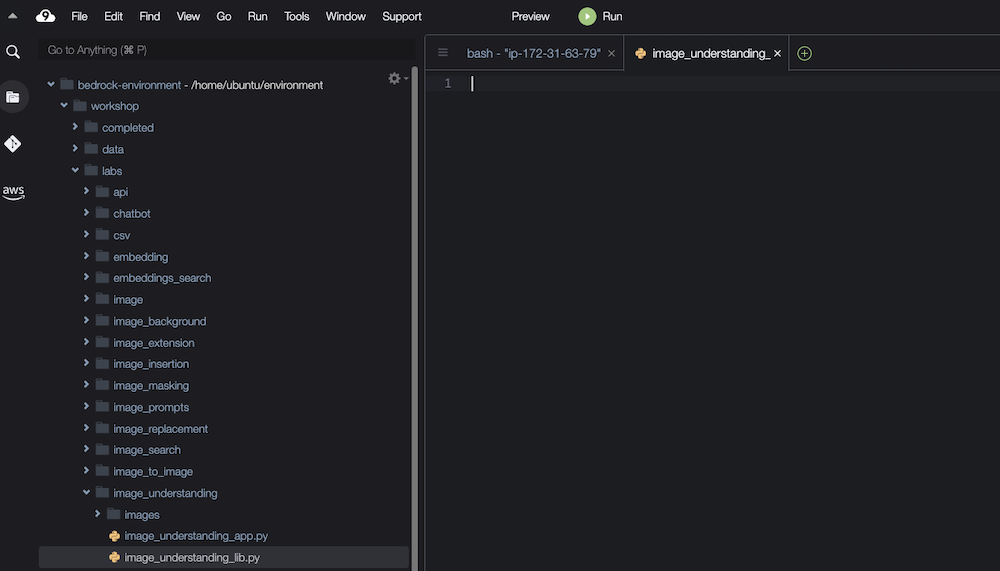 9 File Edit Find View Go Run Tools Window Support Preview Run
Go to Anything (⌘ P)
bash - "ip-172-31-63-79" × image_understanding_ ×
bedrock-environment - /home/ubuntu/environment
1
workshop
completed
data
labs
aws
api
chatbot
csv
embedding
embeddings_search
image
image_background
image_extension
image_insertion
image_masking
image_prompts
image_replacement
image_search
image_to_image
image_understanding
images
image_understanding_app.py
image_understanding_lib.py